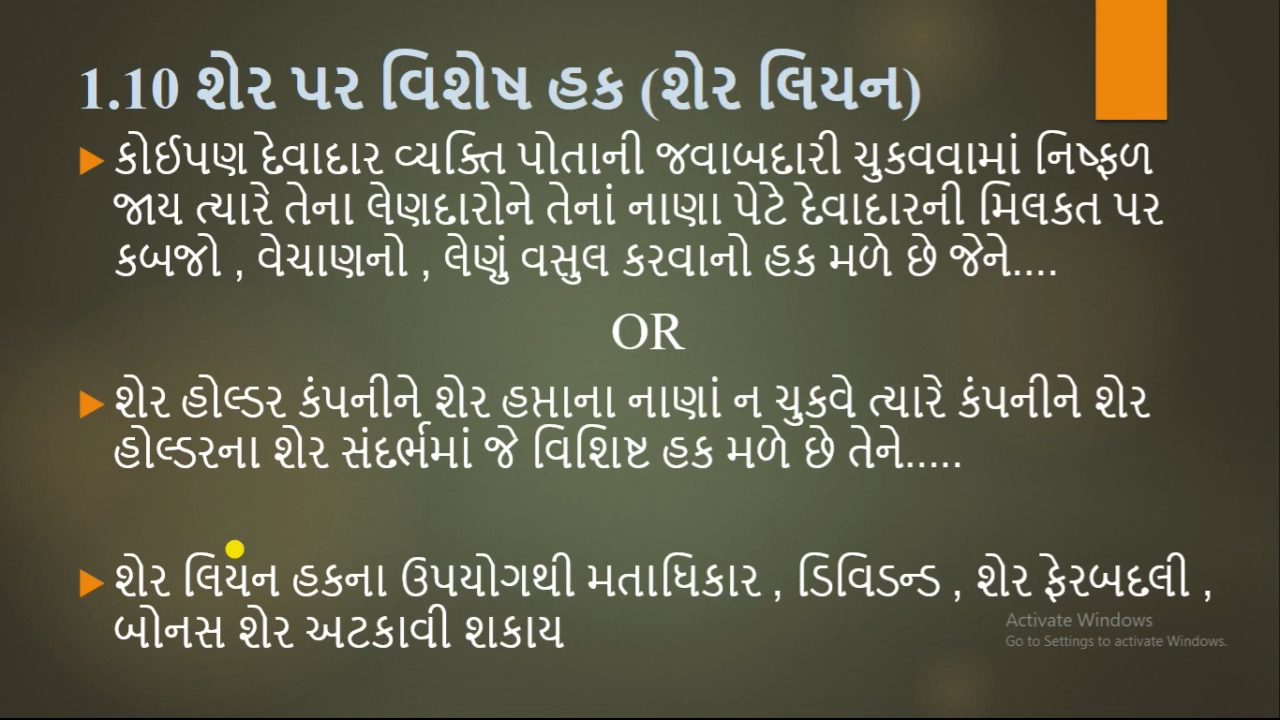 1.10 શેર પર વિશેષ હક (શેર લિયન)
કોઈપણ દેવાદાર વ્યક્તિ પોતાની જવાબદારી ચુકવવામાં નિષ્ફળ
જાય ત્યારે તેના લેણદારોને તેનાં નાણા પેટે દેવાદારની મિલકત પર
કબજો , વેચાણનો , લેણું વસુલ કરવાનો હક મળે છે જેને....
OR
શેર હોલ્ડર કંપનીને શેર હપ્તાના નાણાં ન ચુકવે ત્યારે કંપનીને શેર
હોલ્ડરના શેર સંદર્ભમાં જે વિશિષ્ટ હક મળે છે તેને.....
શેર લિયન હકના ઉપયોગથી મતાધિકાર , ડિવિડન્ડ , શેર ફેરબદલી ,
બોનસ શેર અટકાવી શકાય
Activate Windows
Go to Settings to activate Windows.